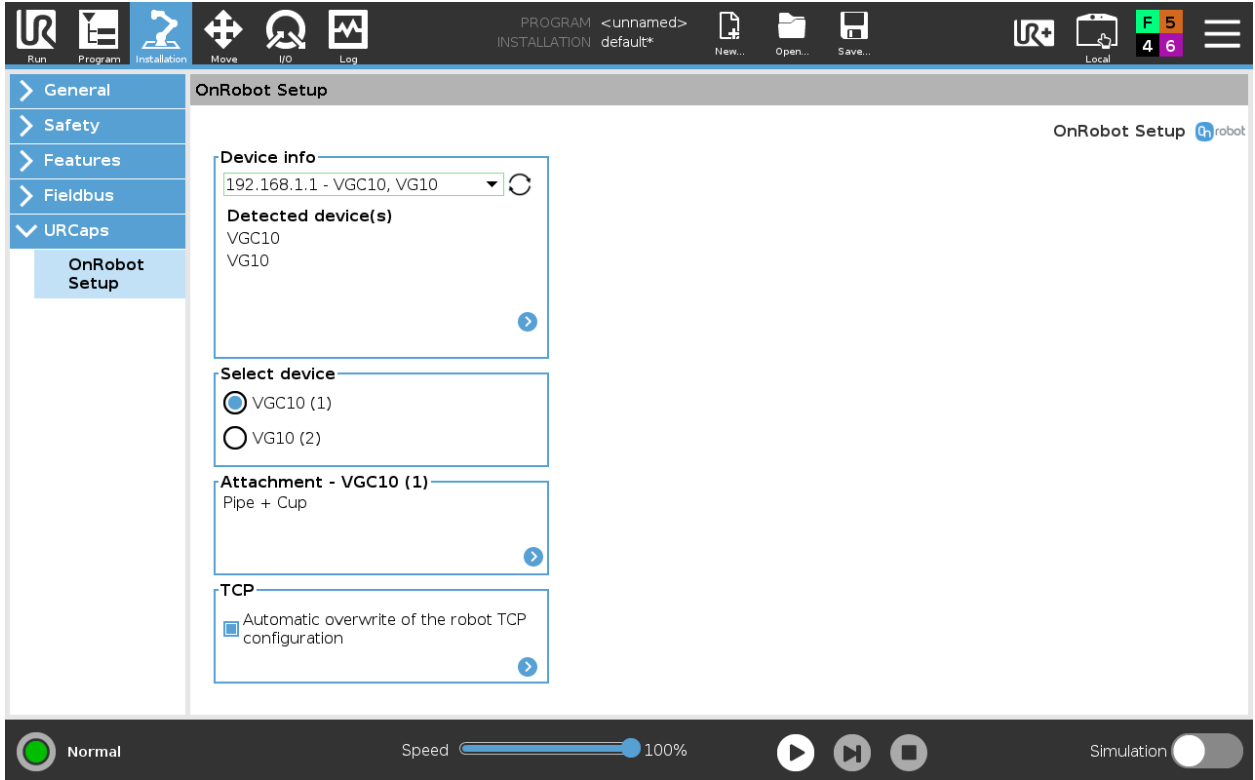 UR
Run
Program
Installation
Move
I/O
Log
PROGRAM <unnamed>
INSTALLATION default*
New...
Open...
Save...
UR+
Local
F 5
4 6
General
Safety
Features
Fieldbus
URCaps
OnRobot
Setup
OnRobot Setup
OnRobot Setup On robot
Device info
192.168.1.1 - VGC10, VG10
Detected device(s)
VGC10
VG10
Select device
VGC10 (1)
VG10 (2)
Attachment - VGC10 (1)
Pipe + Cup
TCP
Automatic overwrite of the robot TCP
configuration
Normal
Speed 100%
Simulation